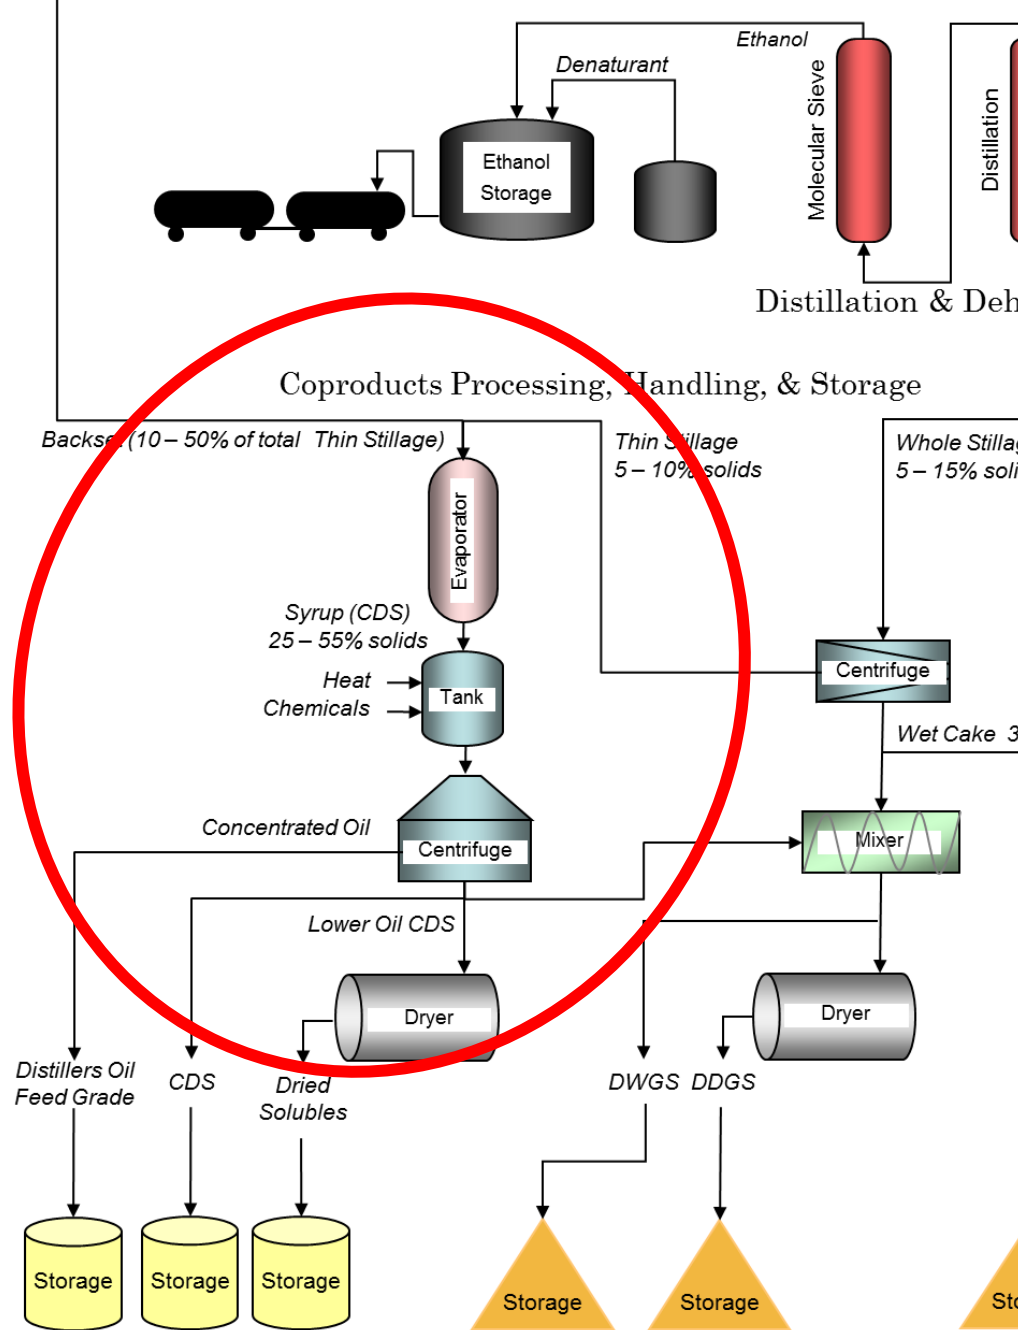 Ethanol
Denaturant
Molecular Sieve
Distillation
Ethanol
Storage
Distillation & Deh
Coproducts Processing, Handling, & Storage
Backset (10 – 50% of total Thin Stillage)
Thin Stillage
5 – 10% solids
Whole Stillag
5 – 15% soli
Evaporator
Syrup (CDS)
25 – 55% solids
Heat
Chemicals
Tank
Centrifuge
Wet Cake 3
Concentrated Oil
Centrifuge
Mixer
Lower Oil CDS
Dryer
Dryer
Distillers Oil
Feed Grade
CDS
Dried
Solubles
DWGS
DDGS
Storage
Storage
Storage
Storage
Storage
Sto